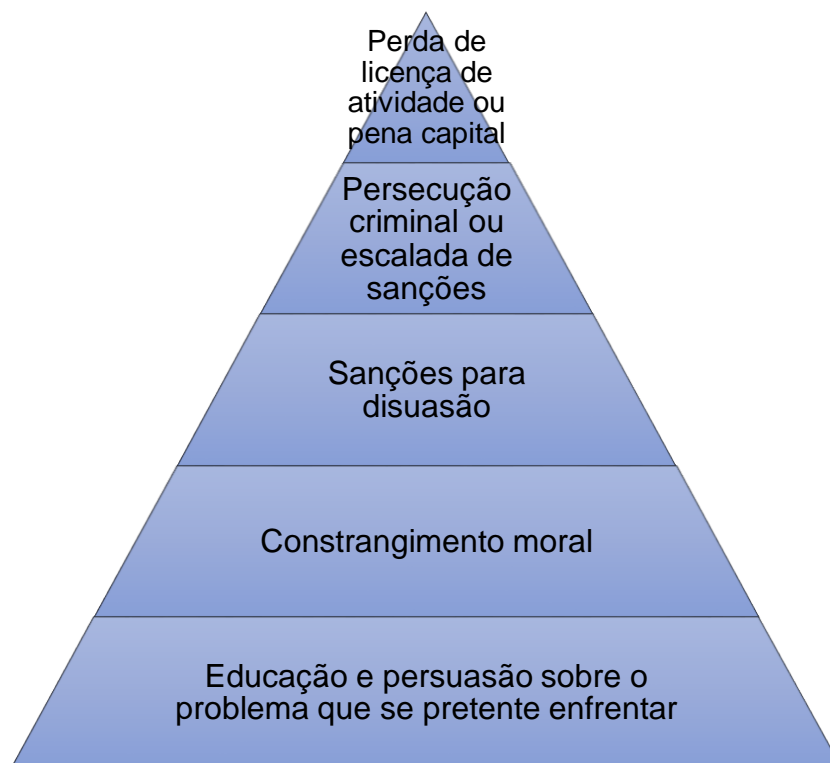 Perda de
licença de
atividade ou
pena capital
Persecução
criminal ou
escalada de
sanções
Sanções para
disuasão
Constrangimento moral
Educação e persuasão sobre o
problema que se pretente enfrentar